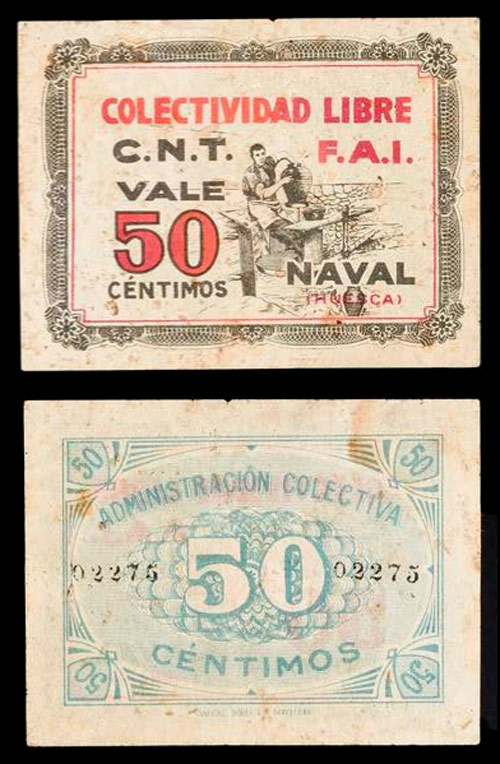 COLECTIVIDAD LIBRE
C.N.T. F.A.I.
VALE
50
CÉNTIMOS
NAVAL
(HUESCA)
50 50
ADMINISTRACIÓN COLECTIVA
02275 50 02275
CÉNTIMOS
50 50